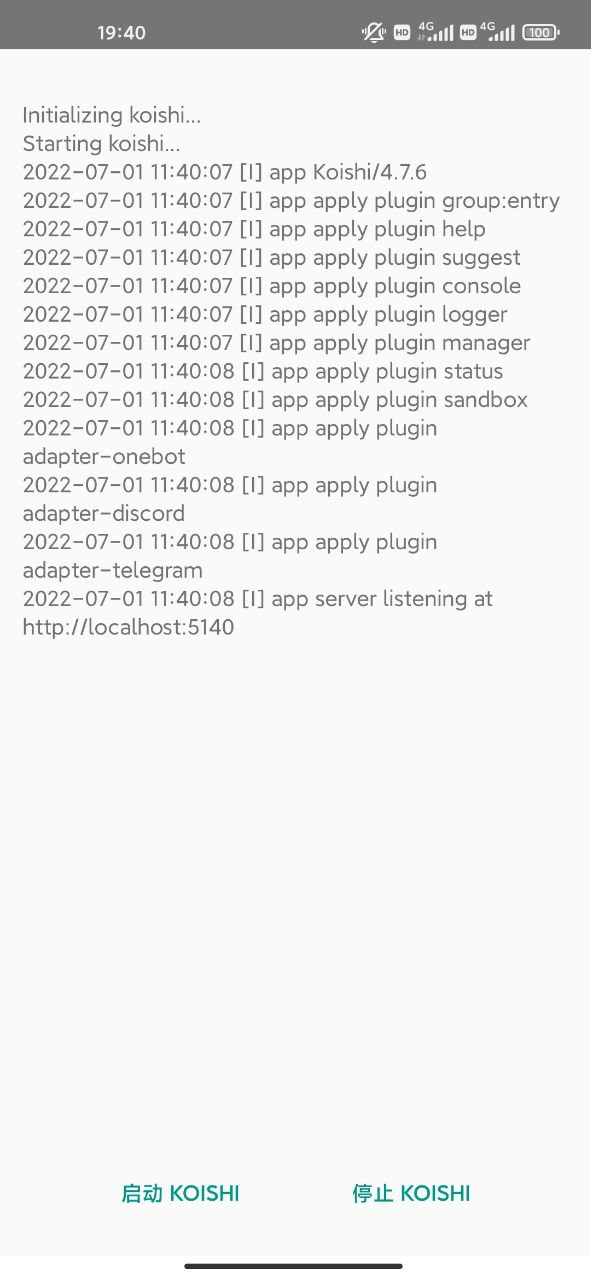 19:40 HD 4G HD 4G 100
Initializing koishi...
Starting koishi...
2022-07-01 11:40:07 [I] app Koishi/4.7.6
2022-07-01 11:40:07 [I] app apply plugin group:entry
2022-07-01 11:40:07 [I] app apply plugin help
2022-07-01 11:40:07 [I] app apply plugin suggest
2022-07-01 11:40:07 [I] app apply plugin console
2022-07-01 11:40:07 [I] app apply plugin logger
2022-07-01 11:40:07 [I] app apply plugin manager
2022-07-01 11:40:08 [I] app apply plugin status
2022-07-01 11:40:08 [I] app apply plugin sandbox
2022-07-01 11:40:08 [I] app apply plugin
adapter-onebot
2022-07-01 11:40:08 [I] app apply plugin
adapter-discord
2022-07-01 11:40:08 [I] app apply plugin
adapter-telegram
2022-07-01 11:40:08 [I] app server listening at
http://localhost:5140
启动 KOISHI 停止 KOISHI